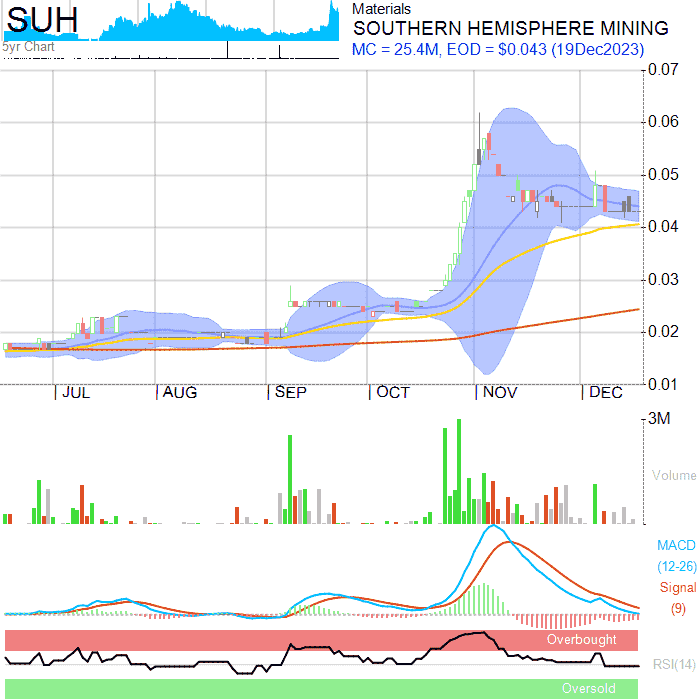 SUH
Materials
SOUTHERN HEMISPHERE MINING
5yr Chart
MC = 25.4M, EOD = $0.043 (19Dec2023)
0.07
0.06
0.05
0.04
0.03
0.02
0.01
JUL AUG SEP OCT NOV DEC
3M
Volume
MACD
(12-26)
Signal
(9)
Overbought
RSI(14)
Oversold